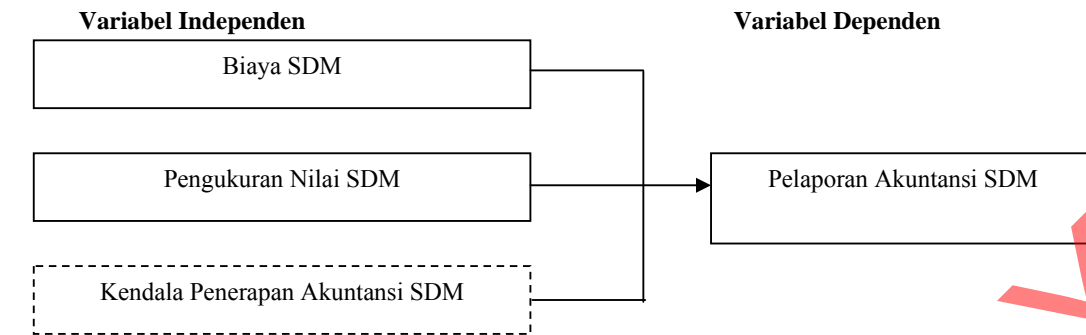 Variabel Independen
Variabel Dependen
Biaya SDM
Pengukuran Nilai SDM
Pelaporan Akuntansi SDM
Kendala Penerapan Akuntansi SDM